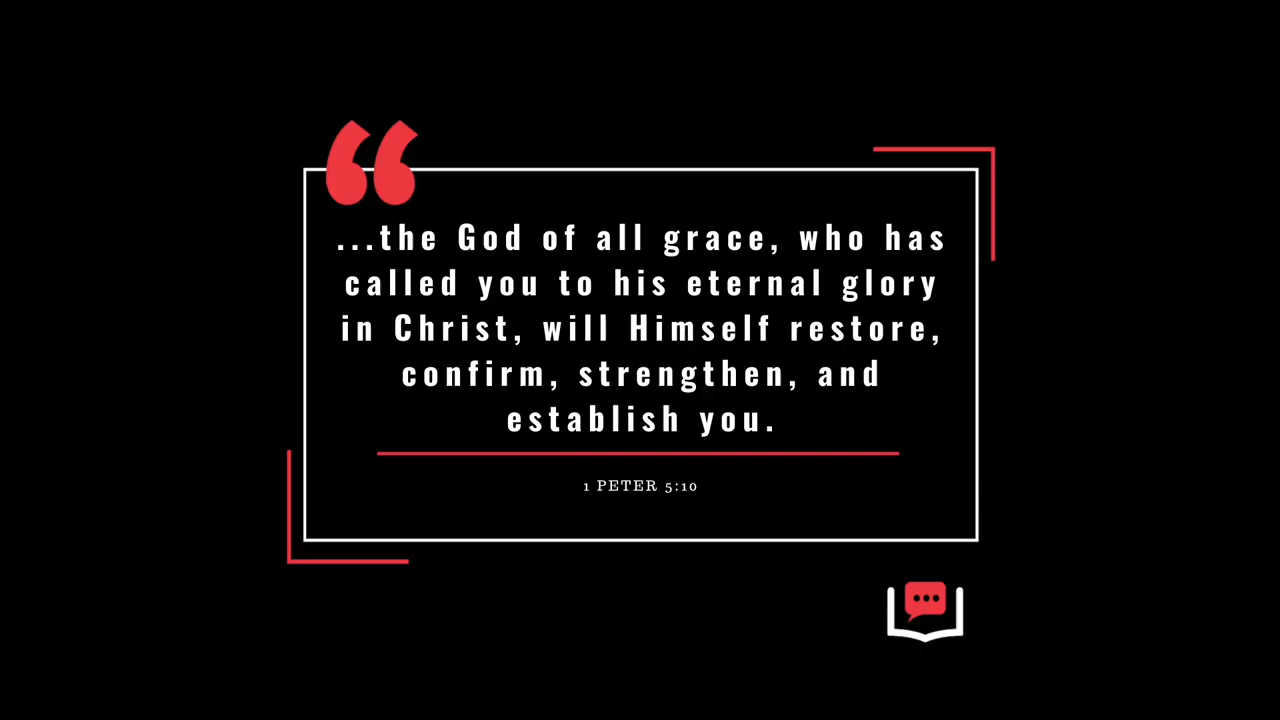 ...the God of all grace, who has
called you to his eternal glory
in Christ, will Himself restore,
confirm, strengthen, and
establish you.
1 PETER 5:10